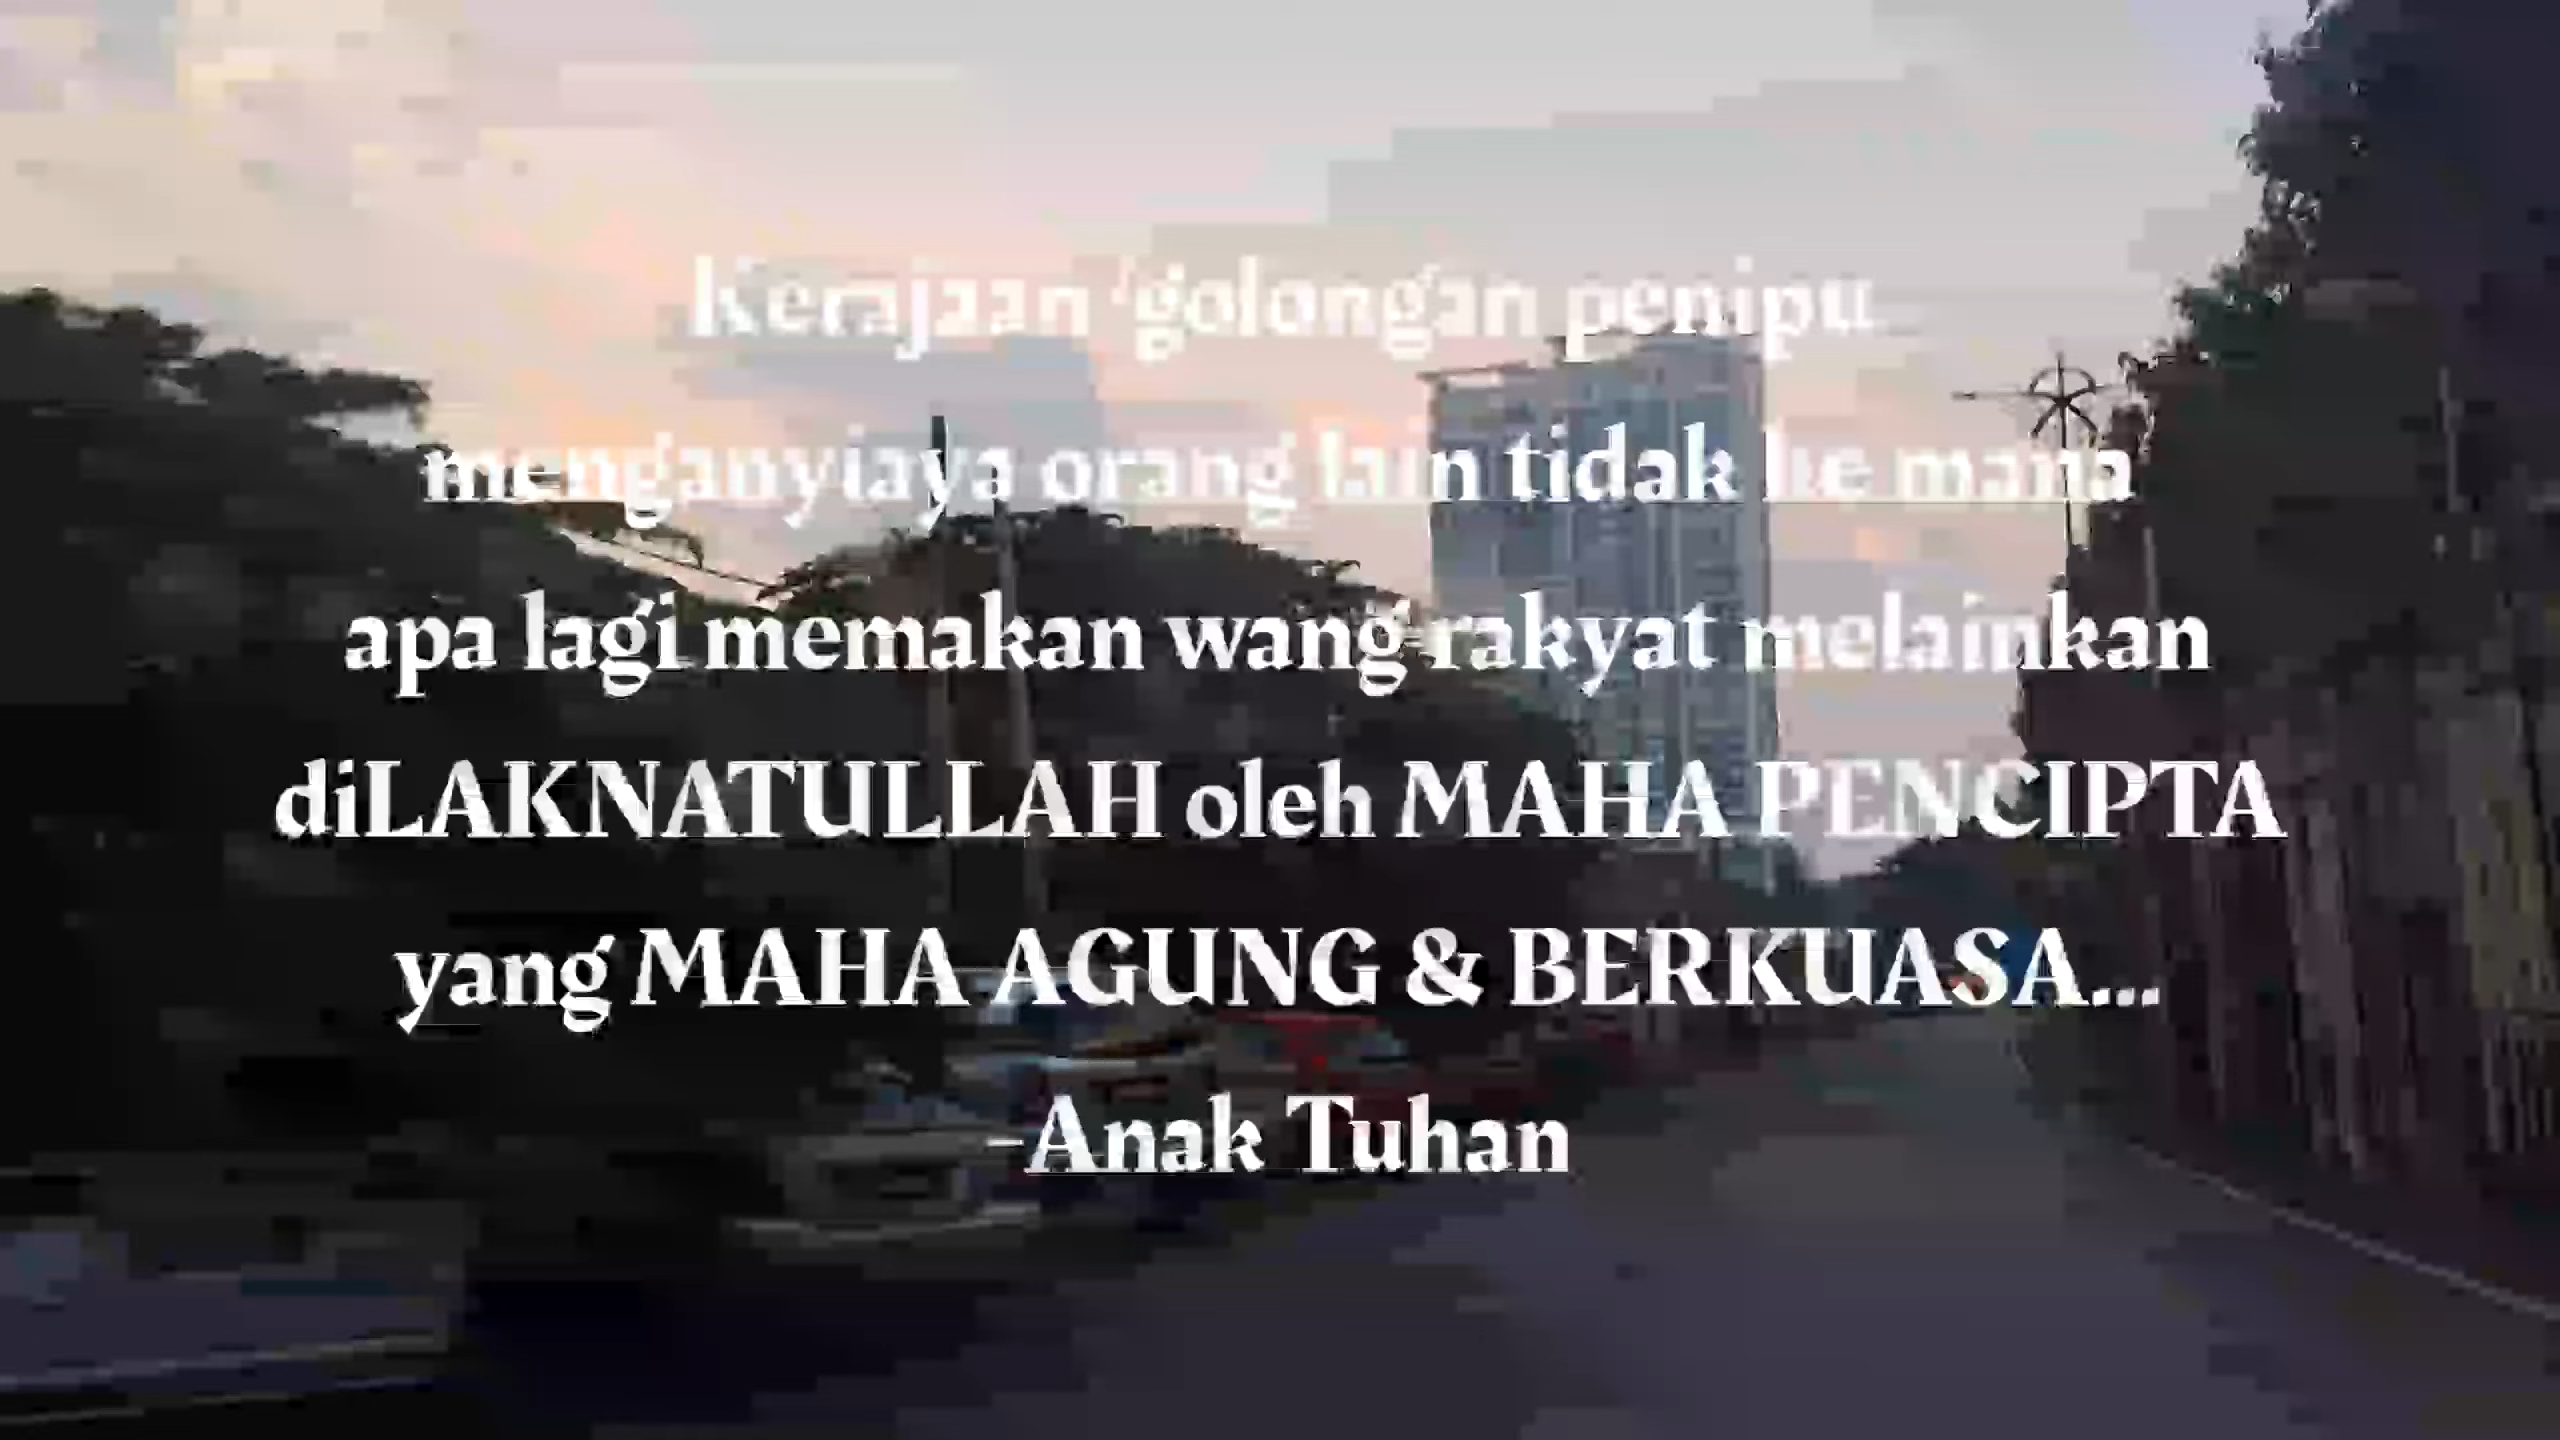 Kerajaan 'golongan penipu
menganyiaya orang lain tidak ke mana
apa lagi memakan wang rakyat melainkan
diLAKNATULLAH oleh MAHA PENCIPTA
yang MAHA AGUNG & BERKUASA...
-Anak Tuhan